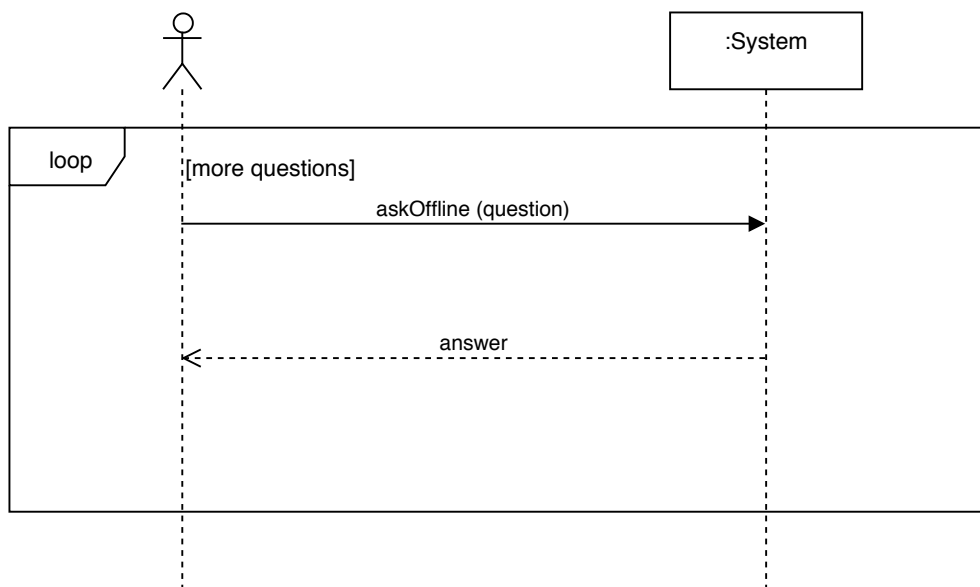 :System
loop
[more questions]
askOffline (question)
answer